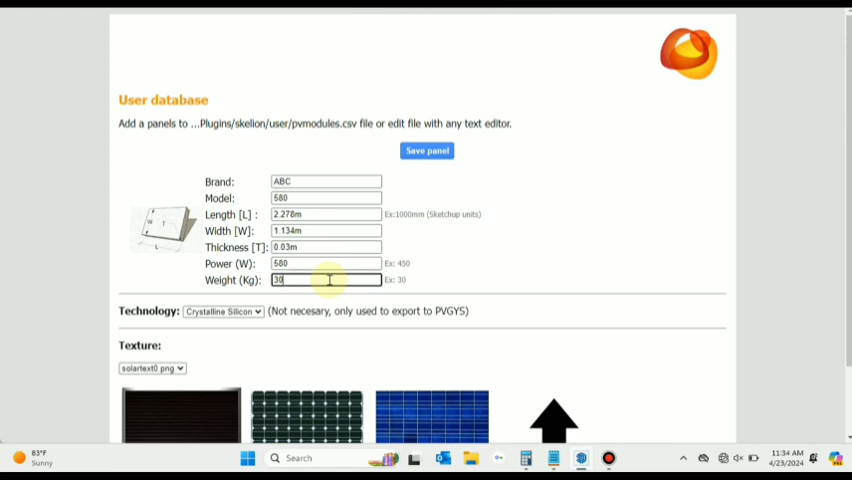 User database
Add a panels to ...Plugins/skelion/user/pvmodules.csv file or edit file with any text editor.
Save panel
Brand: ABC
Model: 580
Length [L] : 2.278m Ex:1000mm (Sketchup units)
Width [W]: 1.134m
Thickness [T]: 0.03m
Power (W): 580 Ex: 450
Weight (Kg): 30 Ex: 30
W T
L
Technology: Crystalline Silicon (Not necesary, only used to export to PVGYS)
Texture:
solartext0 png
83°F
Sunny
Search
11:34 AM
4/23/2024